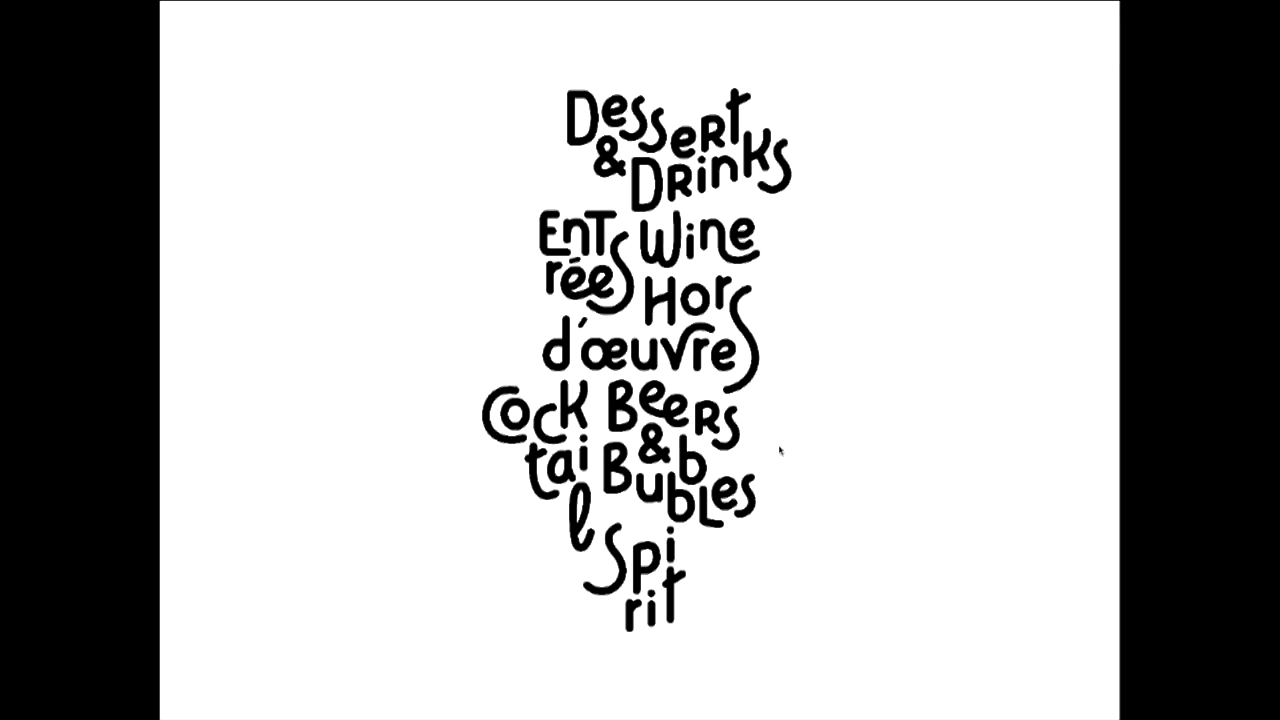 Dessert
& Drinks
Ent Wine
rées
Hors
d'œuvres
Cock Beers
tai & 
l Bubbles
Spi
rit